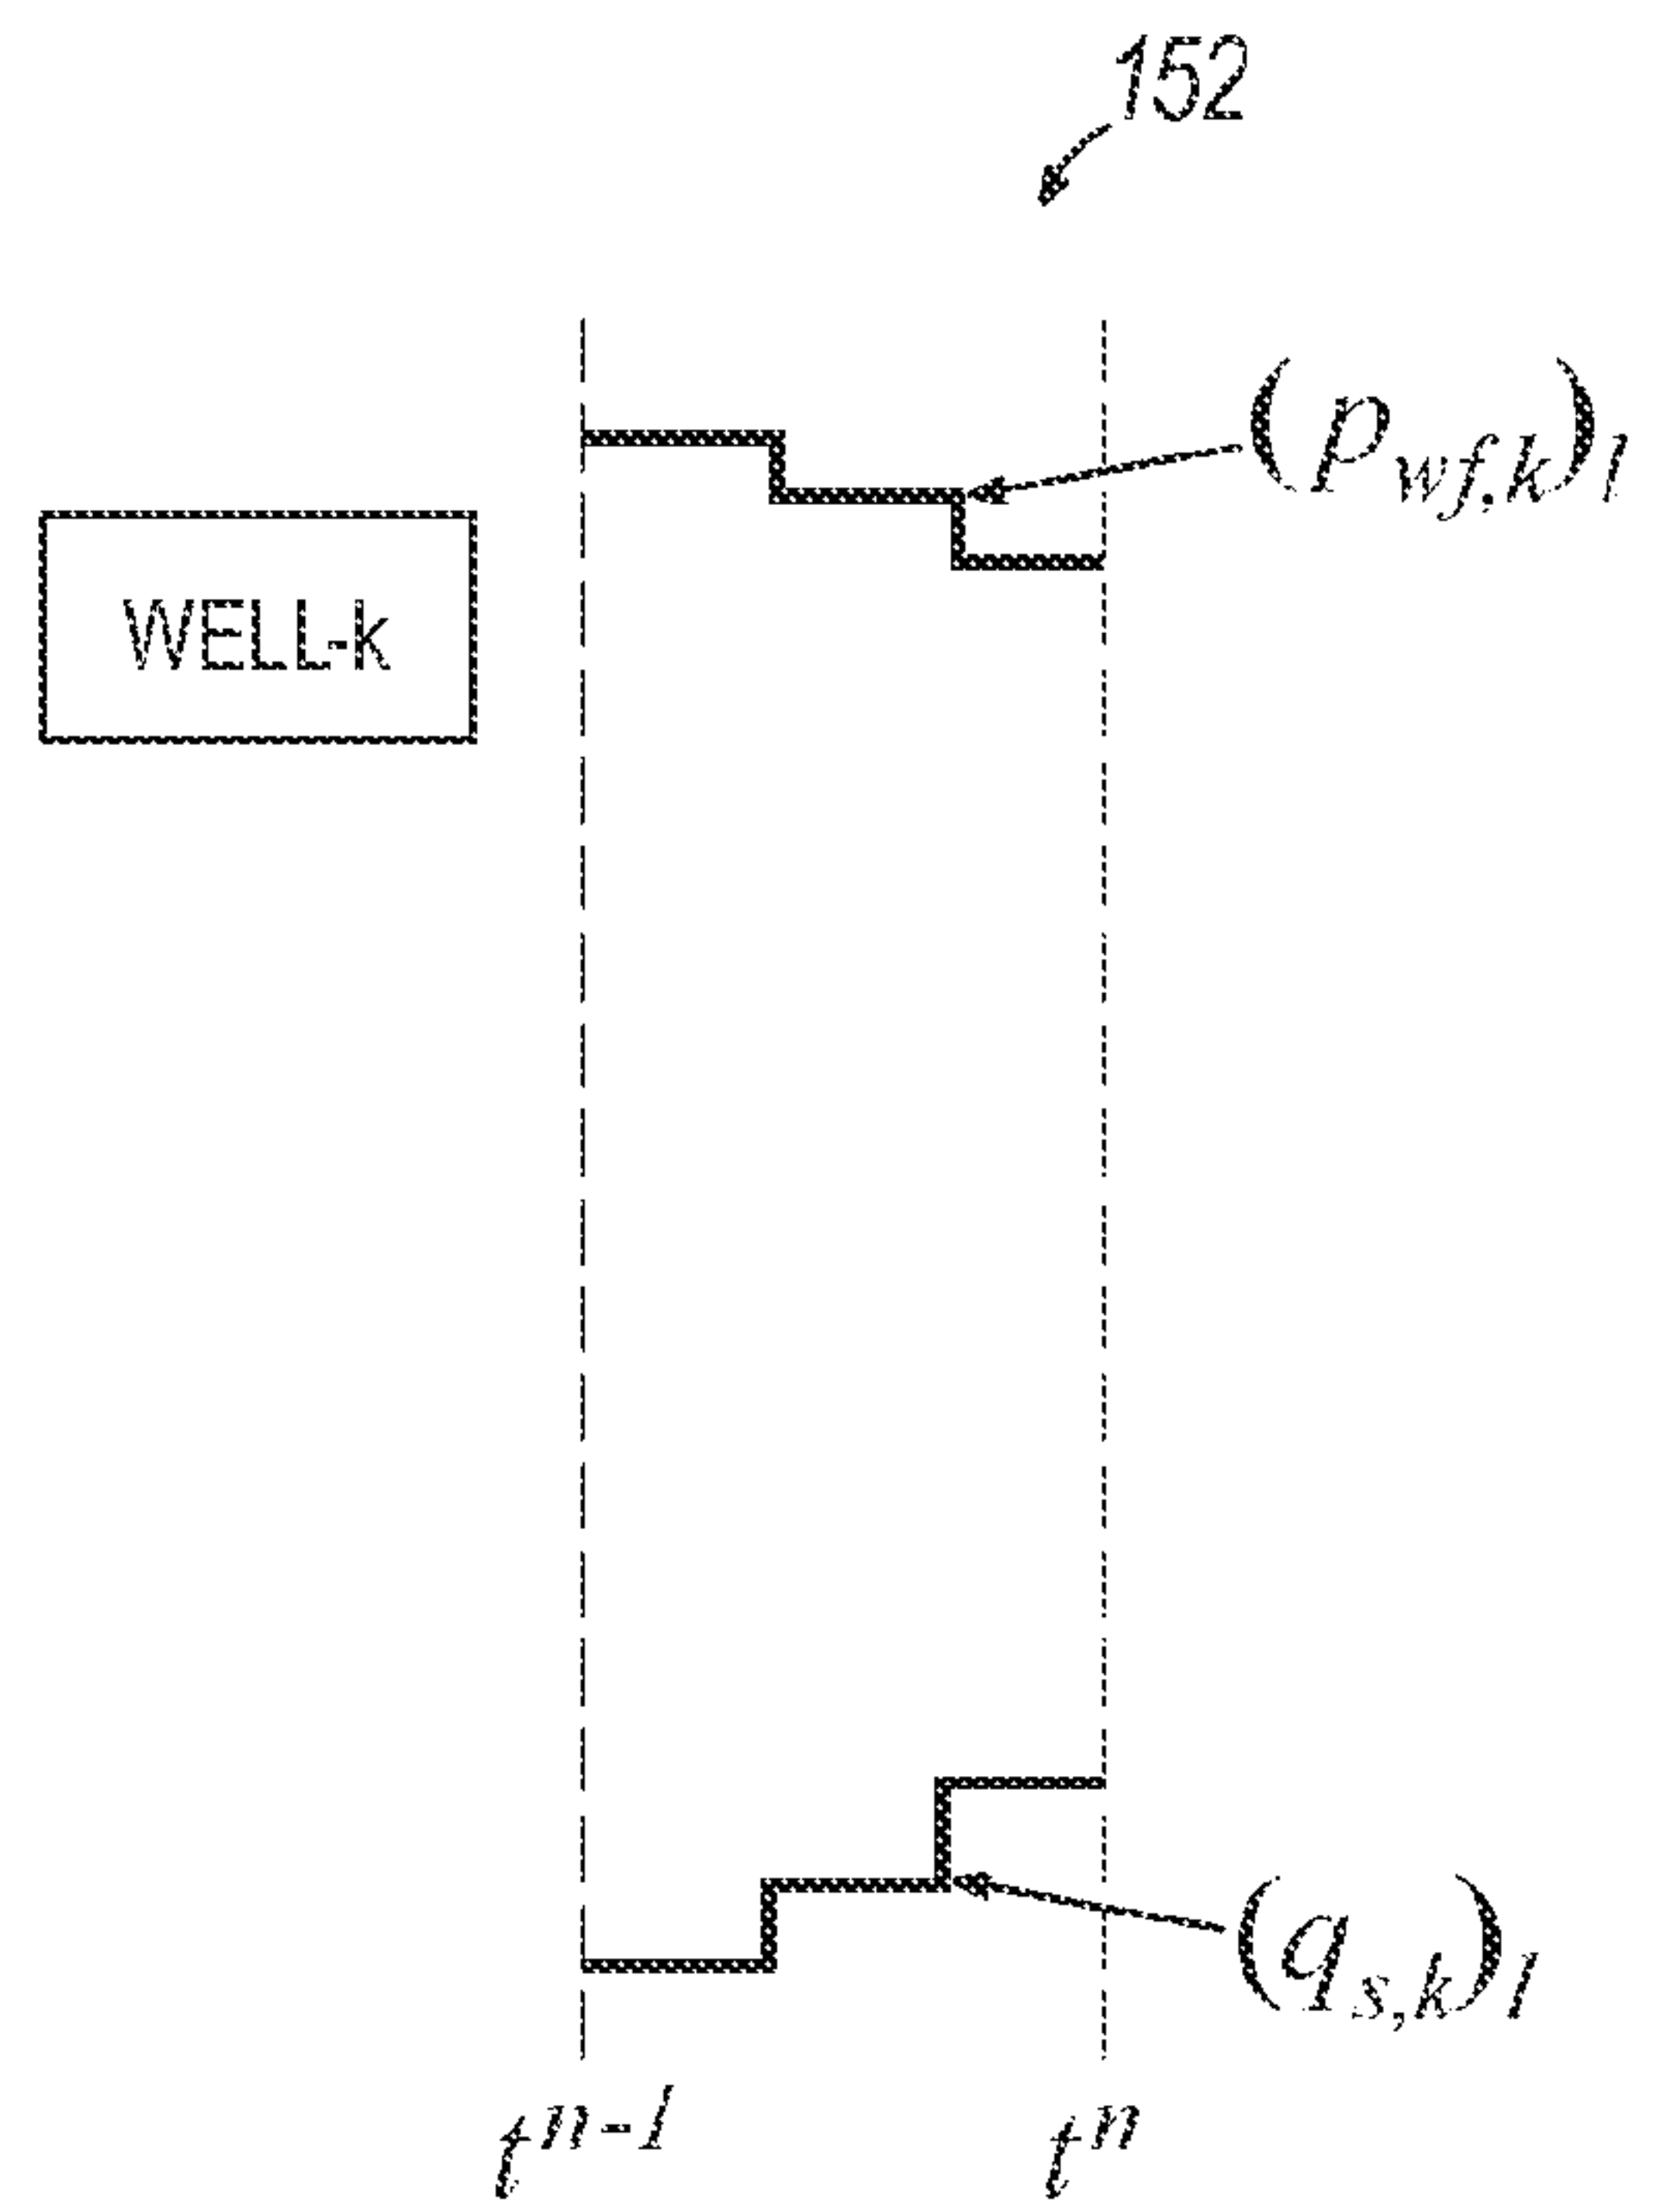 152
(p_{wf,k})_l
WELL-k
(q_{s,k})_l
t^{n-1} t^n